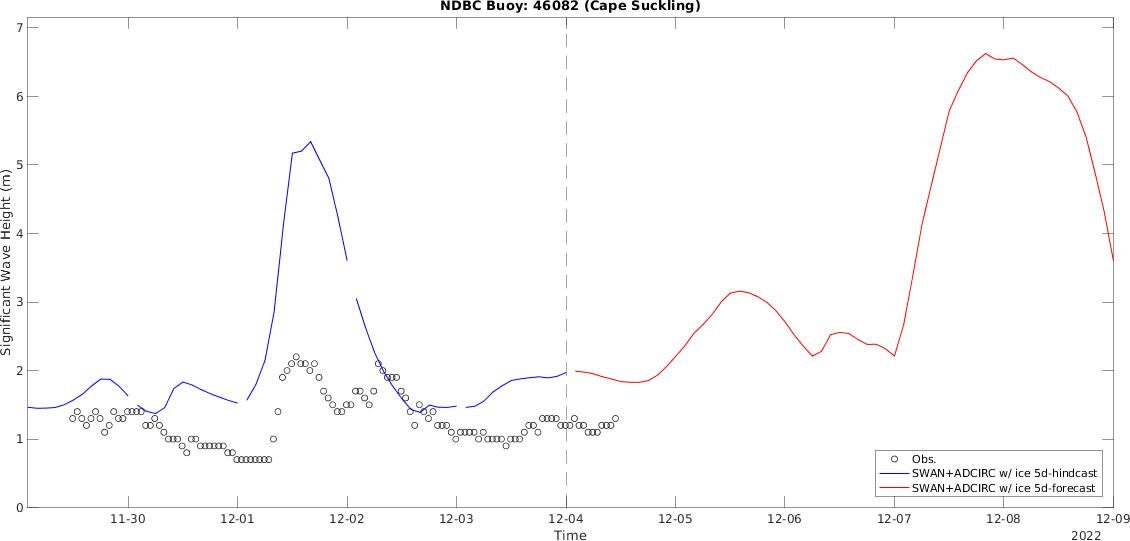 NDBC Buoy: 46082 (Cape Suckling)
7
6
5
4
3
2
1
0
Significant Wave Height (m)
Obs.
SWAN+ADCIRC w/ ice 5d-hindcast
SWAN+ADCIRC w/ ice 5d-forecast
11-30 12-01 12-02 12-03 12-04 12-05 12-06 12-07 12-08 12-09
Time
2022